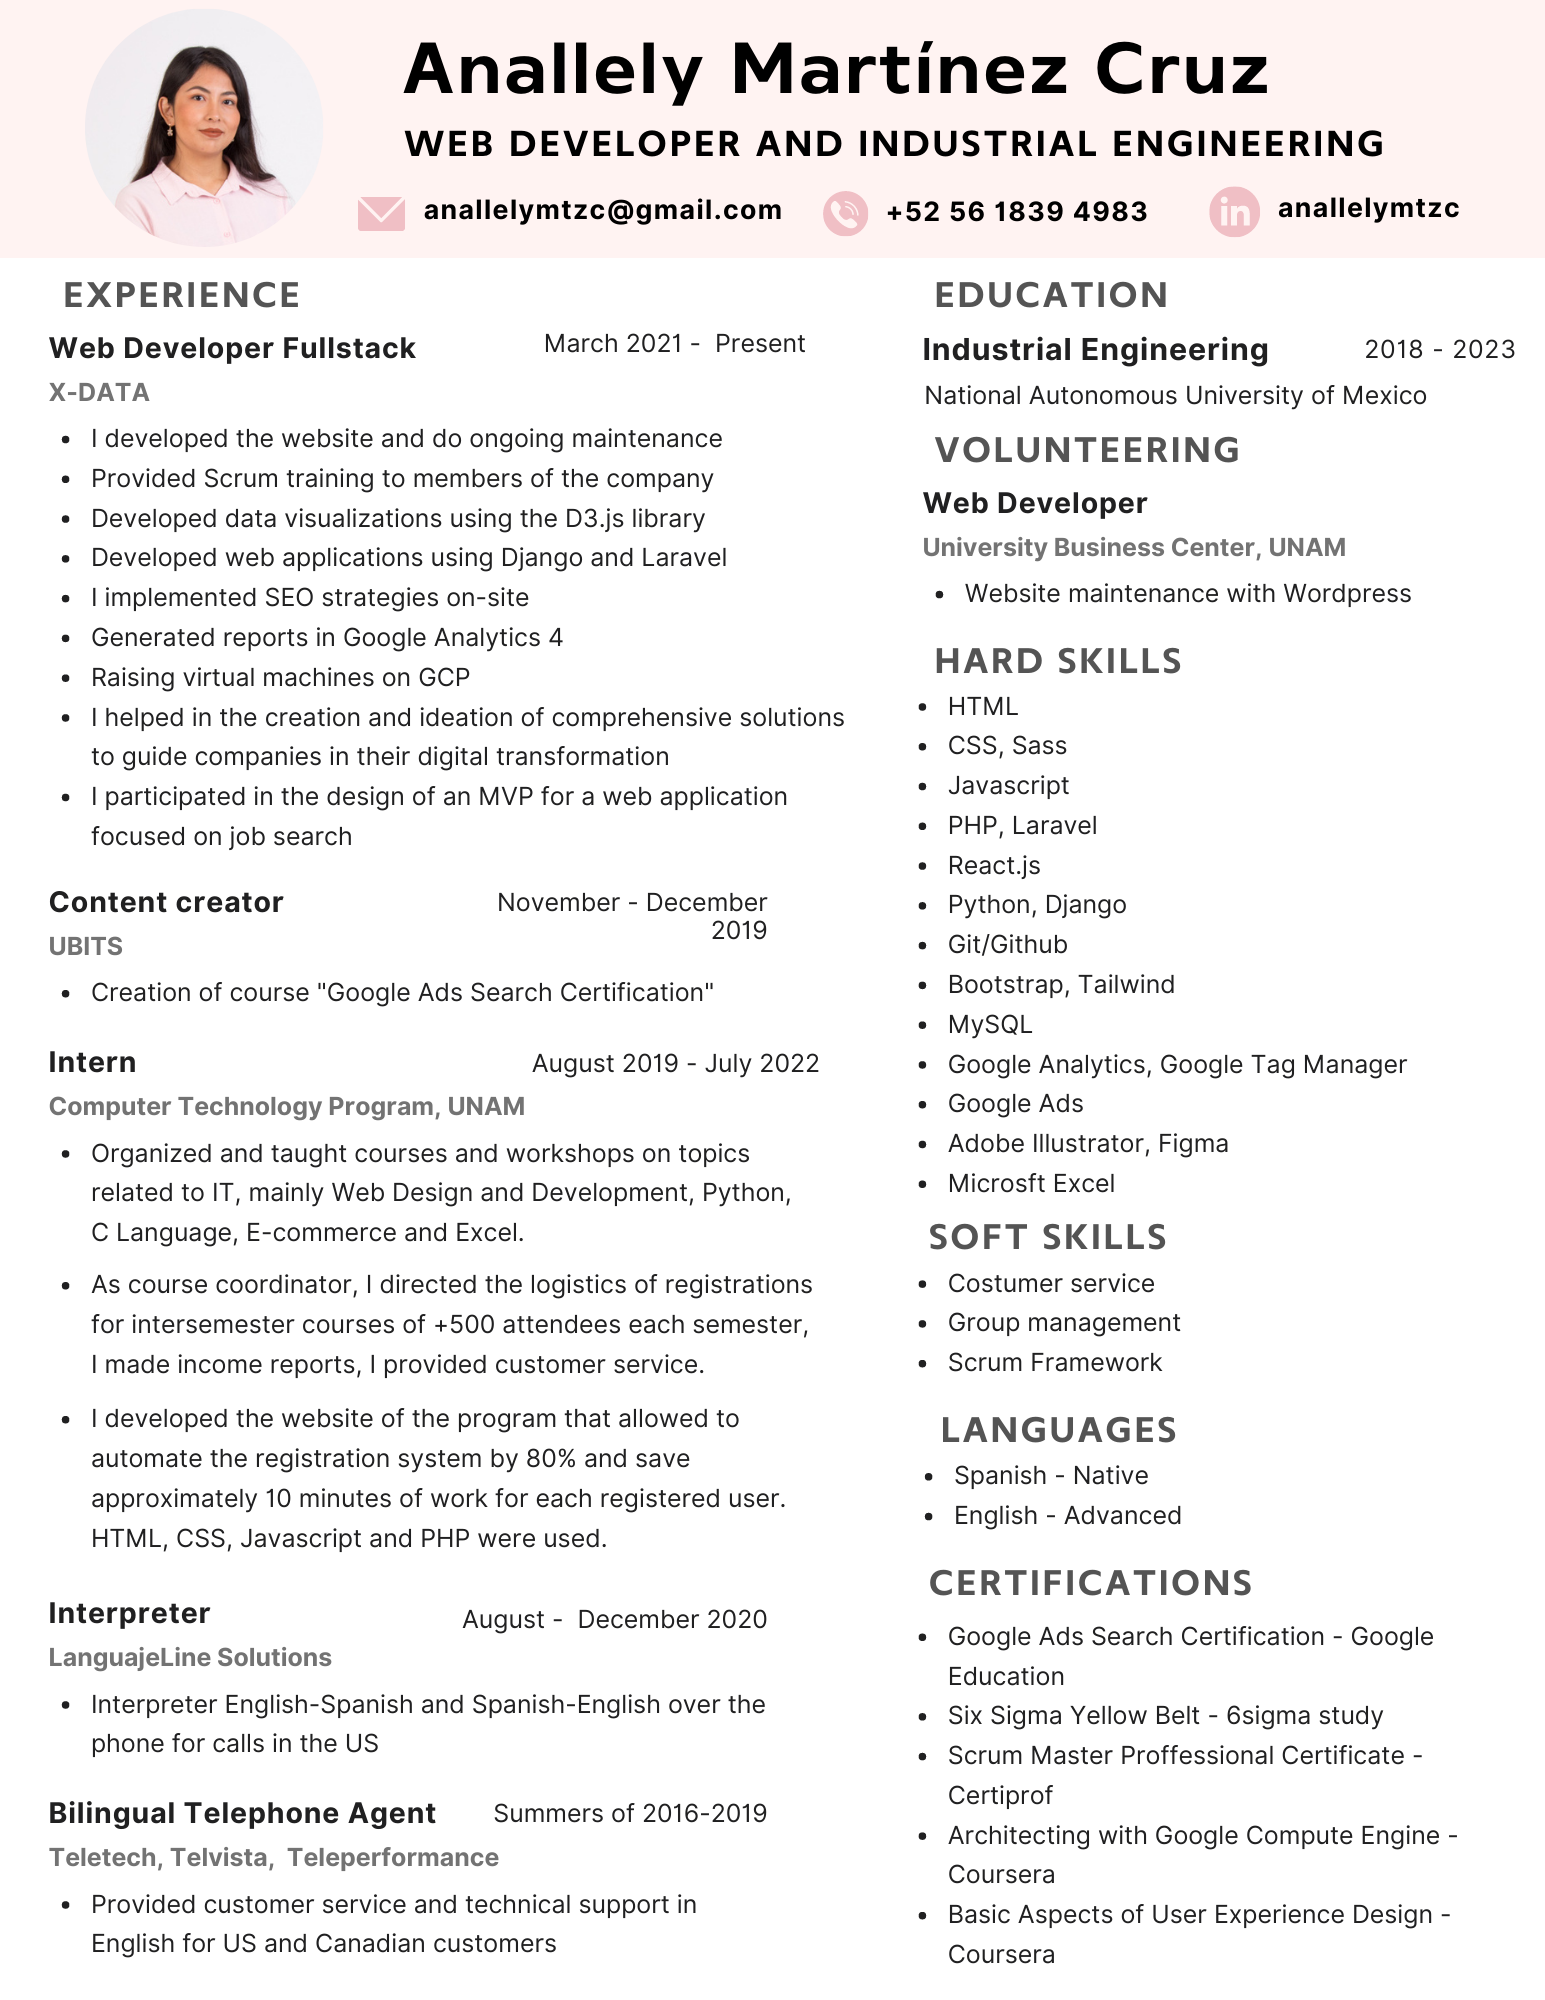 Anallely Martínez Cruz
WEB DEVELOPER AND INDUSTRIAL ENGINEERING
anallelymtzc@gmail.com
+52 56 1839 4983
in
anallelymtzc
EXPERIENCE
Web Developer Fullstack
March 2021 - Present
X-DATA
• I developed the website and do ongoing maintenance
• Provided Scrum training to members of the company
• Developed data visualizations using the D3.js library
• Developed web applications using Django and Laravel
• I implemented SEO strategies on-site
• Generated reports in Google Analytics 4
• Raising virtual machines on GCP
• I helped in the creation and ideation of comprehensive solutions
to guide companies in their digital transformation
• I participated in the design of an MVP for a web application
focused on job search
Content creator
November - December
2019
UBITS
• Creation of course "Google Ads Search Certification"
Intern
August 2019 - July 2022
Computer Technology Program, UNAM
• Organized and taught courses and workshops on topics
related to IT, mainly Web Design and Development, Python,
C Language, E-commerce and Excel.
• As course coordinator, I directed the logistics of registrations
for intersemester courses of +500 attendees each semester,
I made income reports, I provided customer service.
• I developed the website of the program that allowed to
automate the registration system by 80% and save
approximately 10 minutes of work for each registered user.
HTML, CSS, Javascript and PHP were used.
Interpreter
August - December 2020
LanguajeLine Solutions
• Interpreter English-Spanish and Spanish-English over the
phone for calls in the US
Bilingual Telephone Agent
Summers of 2016-2019
Teletech, Telvista, Teleperformance
• Provided customer service and technical support in
English for US and Canadian customers
EDUCATION
Industrial Engineering
2018 - 2023
National Autonomous University of Mexico
VOLUNTEERING
Web Developer
University Business Center, UNAM
• Website maintenance with Wordpress
HARD SKILLS
• HTML
• CSS, Sass
• Javascript
• PHP, Laravel
• React.js
• Python, Django
• Git/Github
• Bootstrap, Tailwind
• MySQL
• Google Analytics, Google Tag Manager
• Google Ads
• Adobe Illustrator, Figma
• Microsft Excel
SOFT SKILLS
• Costumer service
• Group management
• Scrum Framework
LANGUAGES
• Spanish - Native
• English - Advanced
CERTIFICATIONS
• Google Ads Search Certification - Google
Education
• Six Sigma Yellow Belt - 6sigma study
• Scrum Master Proffessional Certificate -
Certiprof
• Architecting with Google Compute Engine -
Coursera
• Basic Aspects of User Experience Design -
Coursera